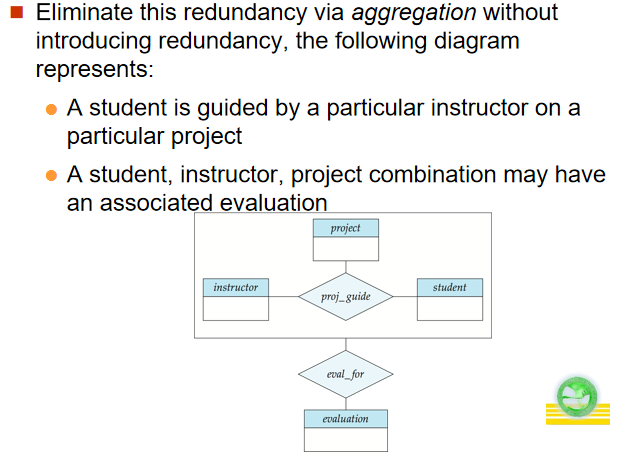 Eliminate this redundancy via aggregation without
introducing redundancy, the following diagram
represents:
A student is guided by a particular instructor on a
particular project
A student, instructor, project combination may have
an associated evaluation
project
instructor
proj_guide
student
eval_for
evaluation